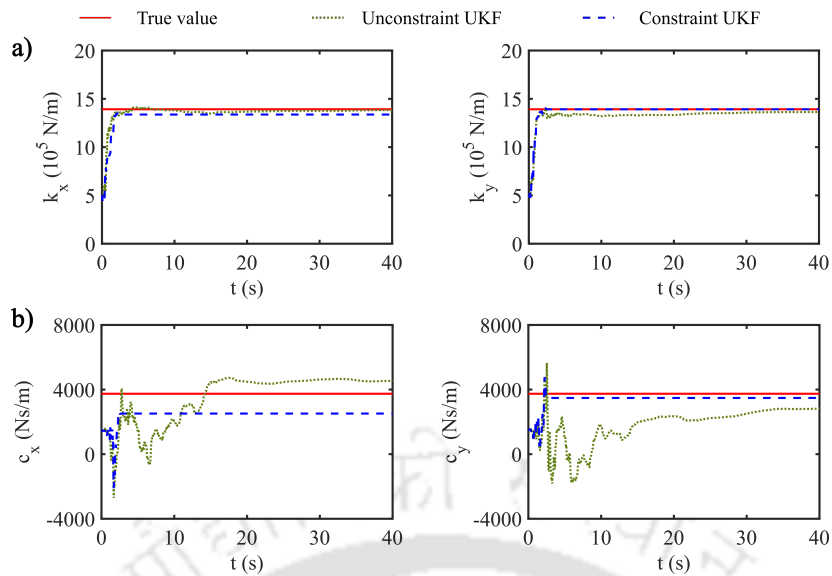 True value Unconstraint UKF Constraint UKF
a)
20 15 10 5 0
k_x (10^5 N/m)
0 10 20 30 40
t (s)
20 15 10 5 0
k_y (10^5 N/m)
0 10 20 30 40
t (s)
b)
8000 4000 0 -4000
c_x (Ns/m)
0 10 20 30 40
t (s)
8000 4000 0 -4000
c_y (Ns/m)
0 10 20 30 40
t (s)